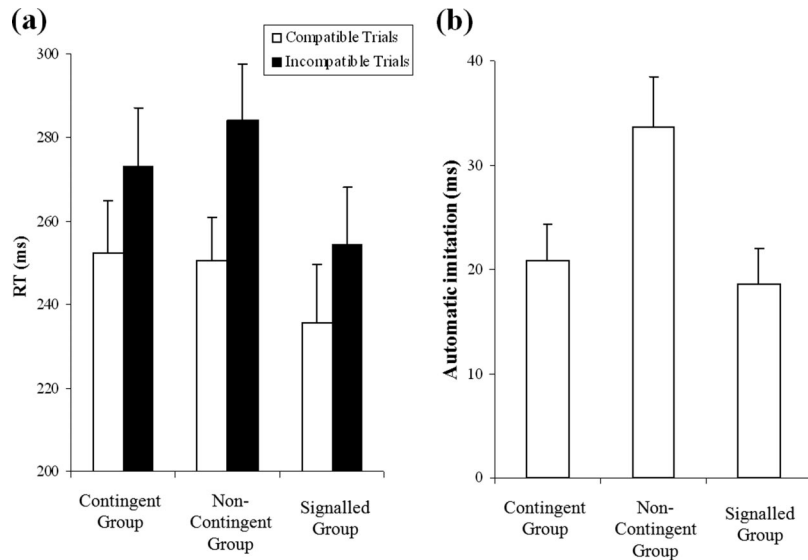 (a)
Compatible Trials
Incompatible Trials
300
280
260
240
220
200
RT (ms)
Contingent
Group
Non-
Contingent
Group
Signalled
Group
(b)
40
30
20
10
0
Automatic imitation (ms)
Contingent
Group
Non-
Contingent
Group
Signalled
Group